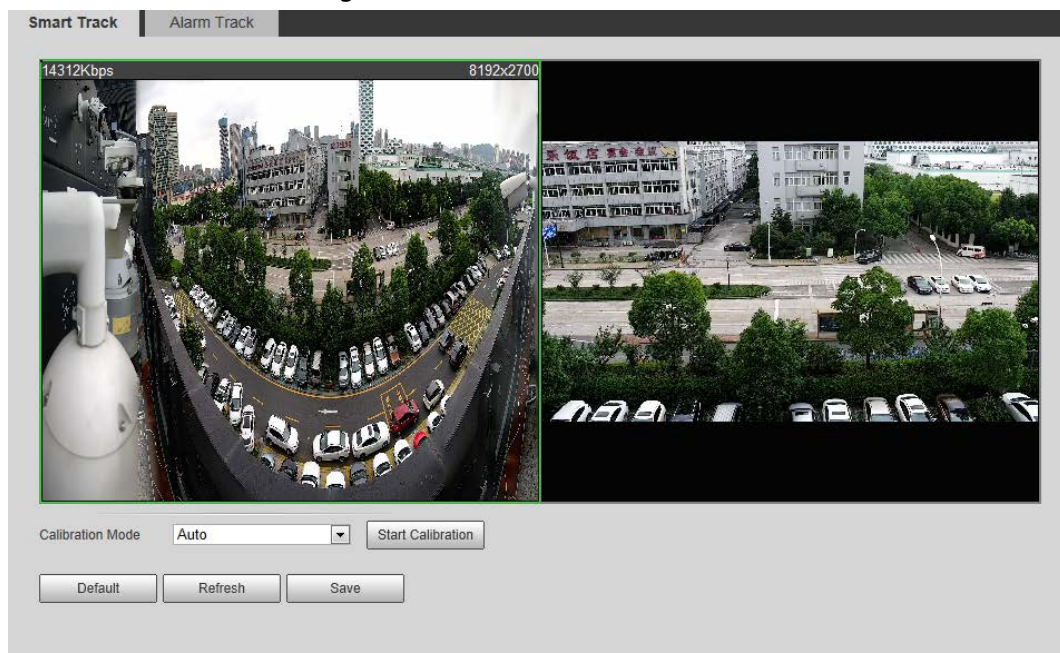 Smart Track Alarm Track
14312Kbps 8192x2700
Calibration Mode Auto Start Calibration
Default Refresh Save